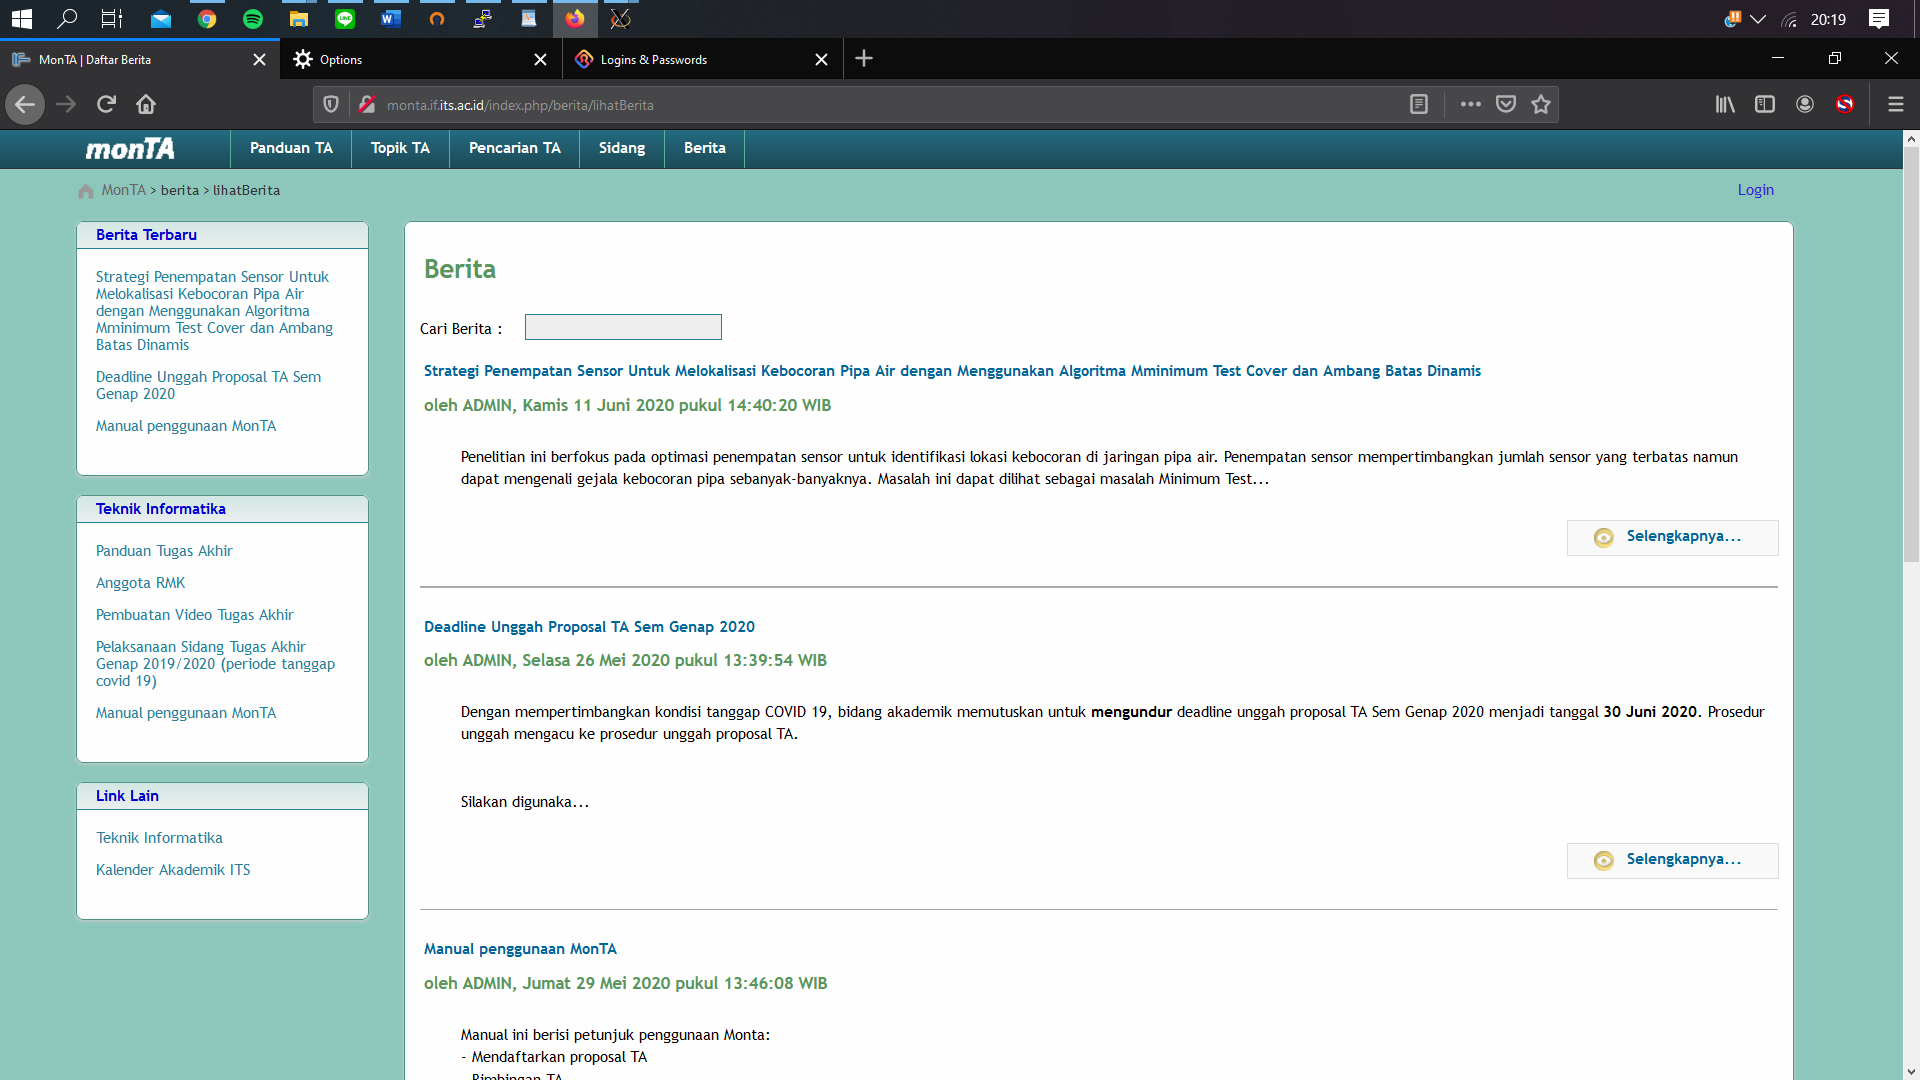 20:19
MonTA | Daftar Berita
Options
Logins & Passwords
monta.if.its.ac.id/index.php/berita/lihatBerita
monTA
Panduan TA
Topik TA
Pencarian TA
Sidang
Berita
MonTA > berita > lihatBerita
Login
Berita Terbaru
Strategi Penempatan Sensor Untuk
Melokalisasi Kebocoran Pipa Air
dengan Menggunakan Algoritma
Mminimum Test Cover dan Ambang
Batas Dinamis
Deadline Unggah Proposal TA Sem
Genap 2020
Manual penggunaan MonTA
Teknik Informatika
Panduan Tugas Akhir
Anggota RMK
Pembuatan Video Tugas Akhir
Pelaksanaan Sidang Tugas Akhir
Genap 2019/2020 (periode tanggap
covid 19)
Manual penggunaan MonTA
Link Lain
Teknik Informatika
Kalender Akademik ITS
Berita
Cari Berita :
Strategi Penempatan Sensor Untuk Melokalisasi Kebocoran Pipa Air dengan Menggunakan Algoritma Mminimum Test Cover dan Ambang Batas Dinamis
oleh ADMIN, Kamis 11 Juni 2020 pukul 14:40:20 WIB
Penelitian ini berfokus pada optimasi penempatan sensor untuk identifikasi lokasi kebocoran di jaringan pipa air. Penempatan sensor mempertimbangkan jumlah sensor yang terbatas namun
dapat mengenali gejala kebocoran pipa sebanyak-banyaknya. Masalah ini dapat dilihat sebagai masalah Minimum Test...
Selengkapnya...
Deadline Unggah Proposal TA Sem Genap 2020
oleh ADMIN, Selasa 26 Mei 2020 pukul 13:39:54 WIB
Dengan mempertimbangkan kondisi tanggap COVID 19, bidang akademik memutuskan untuk mengundur deadline unggah proposal TA Sem Genap 2020 menjadi tanggal 30 Juni 2020. Prosedur
unggah mengacu ke prosedur unggah proposal TA.
Silakan digunaka...
Selengkapnya...
Manual penggunaan MonTA
oleh ADMIN, Jumat 29 Mei 2020 pukul 13:46:08 WIB
Manual ini berisi petunjuk penggunaan Monta:
- Mendaftarkan proposal TA
- Bimbingan TA